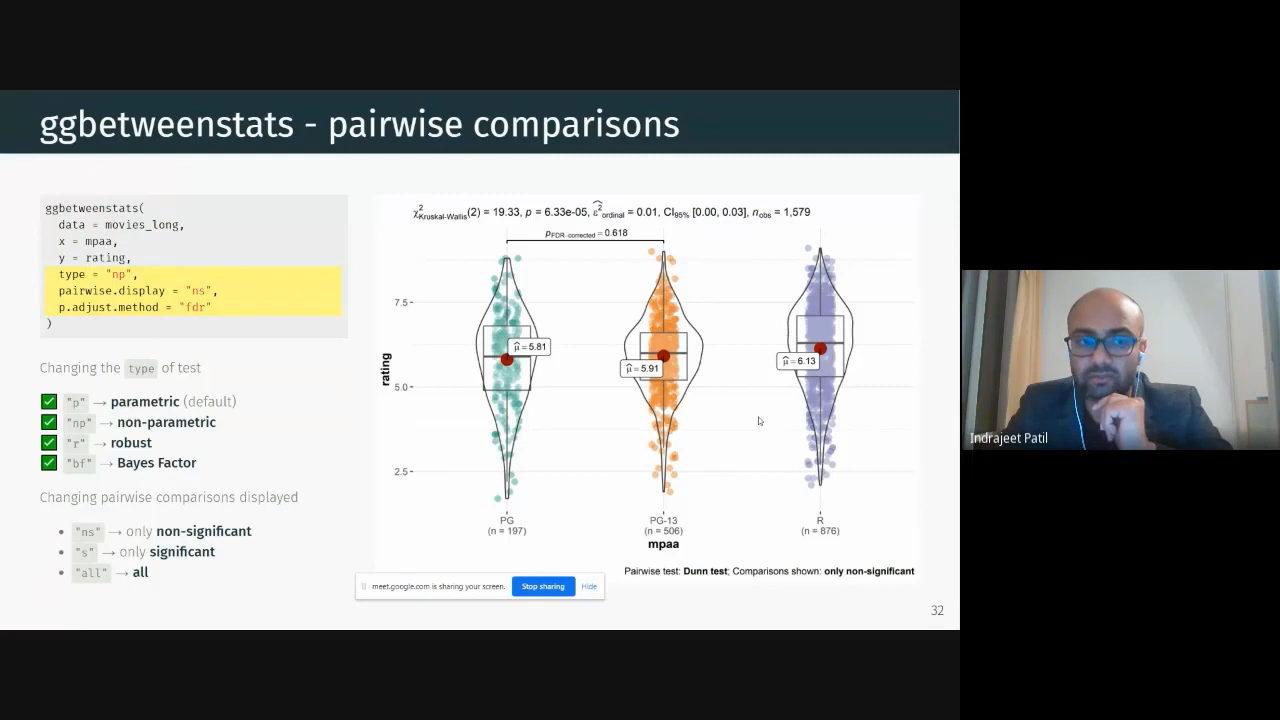 ggbetweenstats - pairwise comparisons
ggbetweenstats(
data = movies_long,
x = mpaa,
y = rating,
type = "np",
pairwise.display = "ns",
p.adjust.method = "fdr"
)
Changing the type of test
"p" → parametric (default)
"np" → non-parametric
"r" → robust
"bf" → Bayes Factor
Changing pairwise comparisons displayed
"ns" → only non-significant
"s" → only significant
"all" → all
χ²Kruskal-Wallis(2) = 19.33, p = 6.33e-05, ε̂²ordinal = 0.01, CI95% [0.00, 0.03], nobs = 1,579
pFDR-corrected = 0.618
7.5
5.0
2.5
rating
μ̂ = 5.81
μ̂ = 5.91
μ̂ = 6.13
PG
(n = 197)
PG-13
(n = 506)
R
(n = 876)
mpaa
Pairwise test: Dunn test; Comparisons shown: only non-significant
meet.google.com is sharing your screen.
Stop sharing
Hide
32
Indrajeet Patil